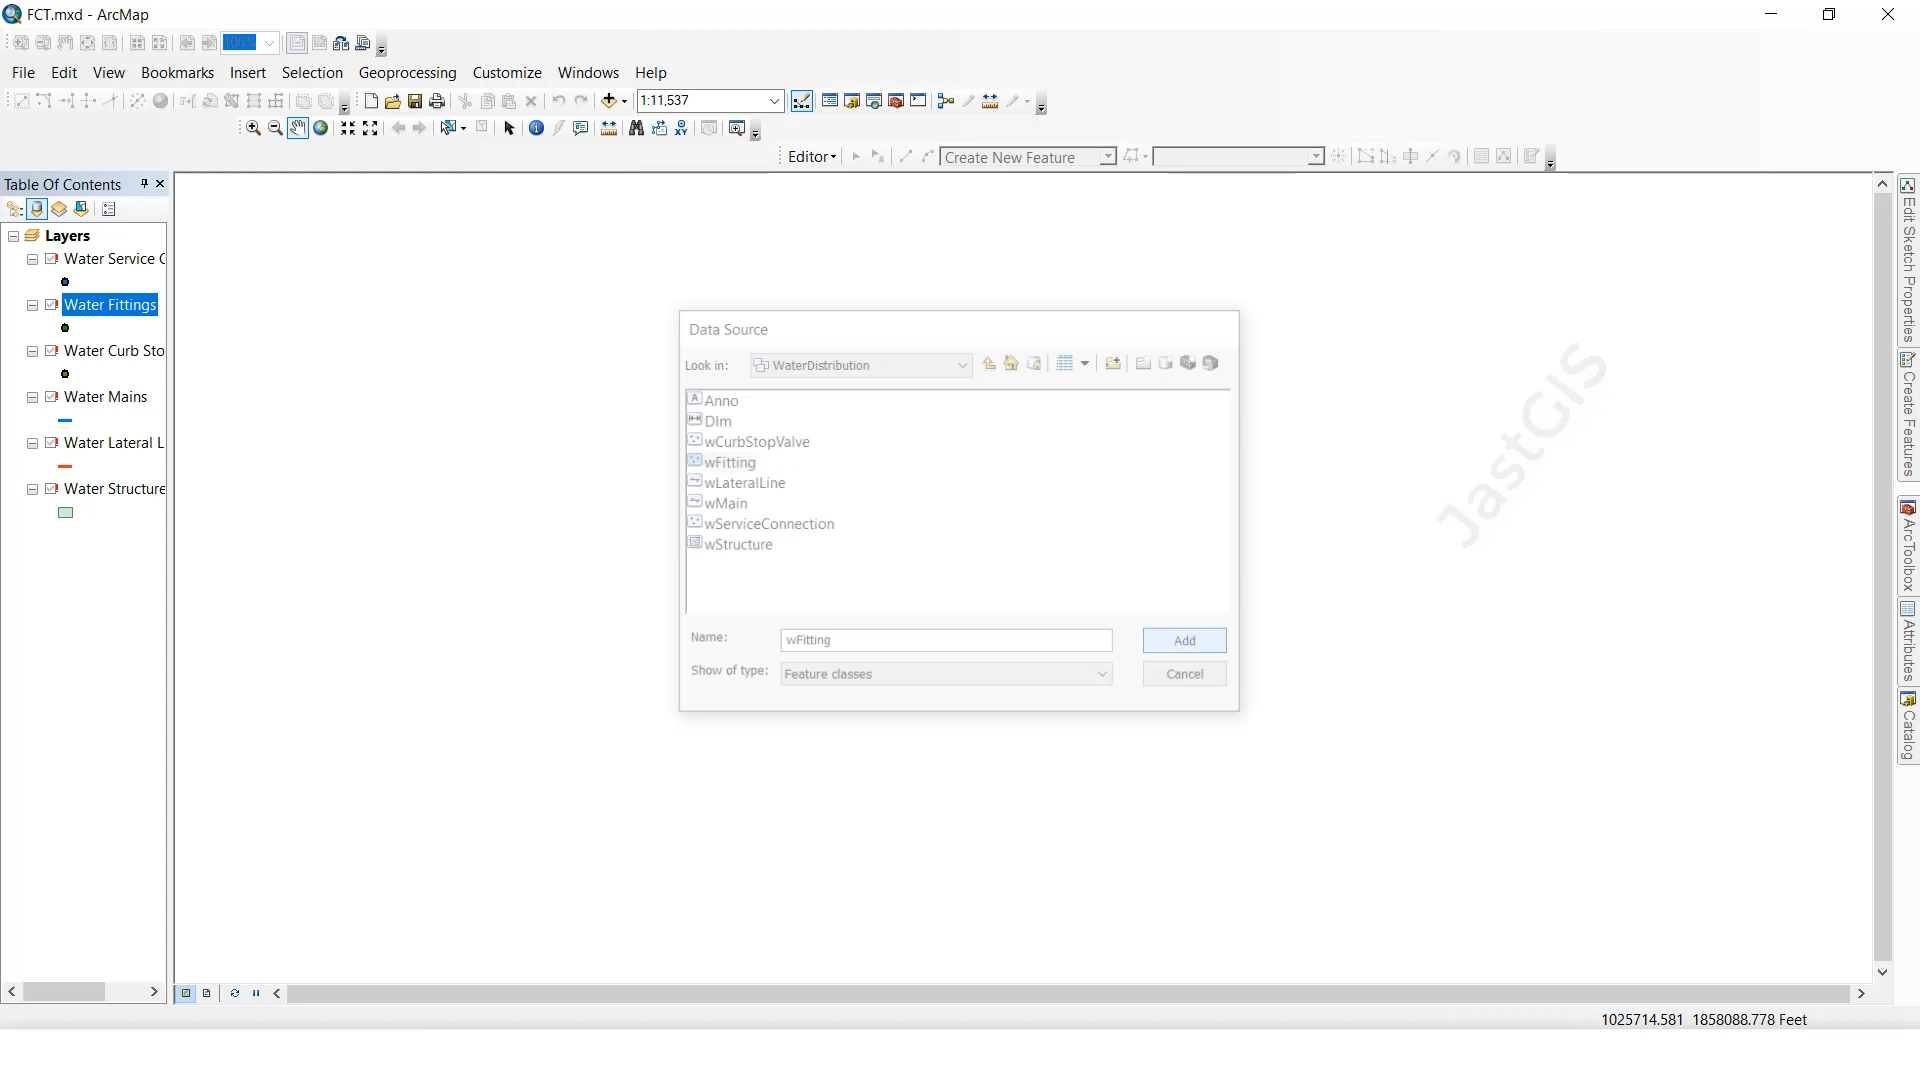 FCT.mxd - ArcMap
100%
File Edit View Bookmarks Insert Selection Geoprocessing Customize Windows Help
1:11,537
Editor Create New Feature
Table Of Contents
Layers
Water Service C
Water Fittings
Water Curb Sto
Water Mains
Water Lateral L
Water Structure
Data Source
Look in: WaterDistribution
Anno
DIm
wCurbStopValve
wFitting
wLateralLine
wMain
wServiceConnection
wStructure
Name: wFitting Add
Show of type: Feature classes Cancel
JastGIS
Edit Sketch Properties
Create Features
ArcToolbox
Attributes
Catalog
1025714.581 1858088.778 Feet